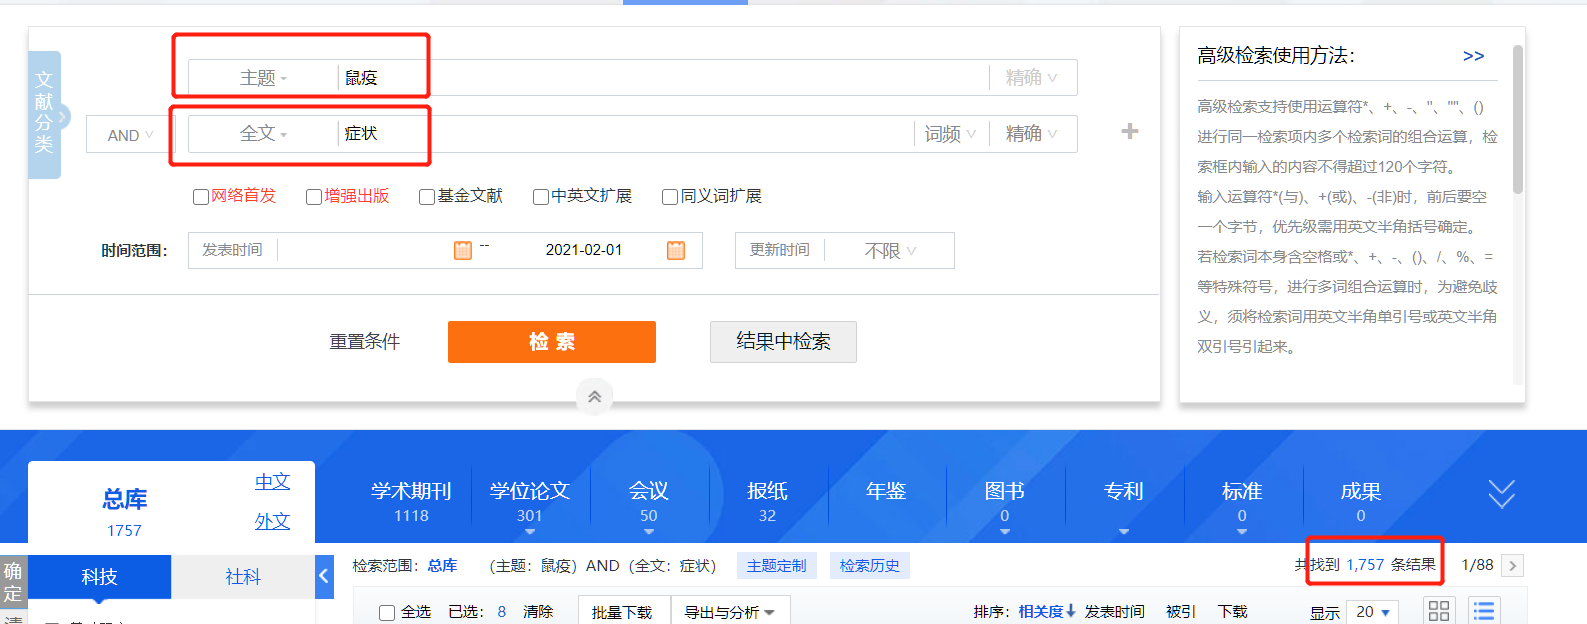 主题
鼠疫
精确
文献分类
AND
全文
症状
词频
精确
网络首发
增强出版
基金文献
中英文扩展
同义词扩展
时间范围：
发表时间
--
2021-02-01
更新时间
不限
重置条件
检索
结果中检索
高级检索使用方法：
>>
高级检索支持使用运算符*、+、-、''、""、()
进行同一检索项内多个检索词的组合运算，检
索框内输入的内容不得超过120个字符。
输入运算符*(与)、+(或)、-(非)时，前后要空
一个字节，优先级需用英文半角括号确定。
若检索词本身含空格或*、+、-、()、/、%、=
等特殊符号，进行多词组合运算时，为避免歧
义，须将检索词用英文半角单引号或英文半角
双引号引起来。
总库
1757
中文
外文
学术期刊
1118
学位论文
301
会议
50
报纸
32
年鉴
图书
0
专利
标准
0
成果
0
确定
清
科技
社科
检索范围：总库
(主题：鼠疫) AND (全文：症状)
主题定制
检索历史
共找到 1,757 条结果
1/88
全选
已选：8
清除
批量下载
导出与分析
排序：相关度
发表时间
被引
下载
显示
20